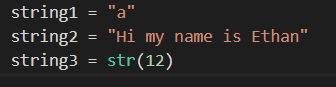 string1 = "a"
string2 = "Hi my name is Ethan"
string3 = str(12)